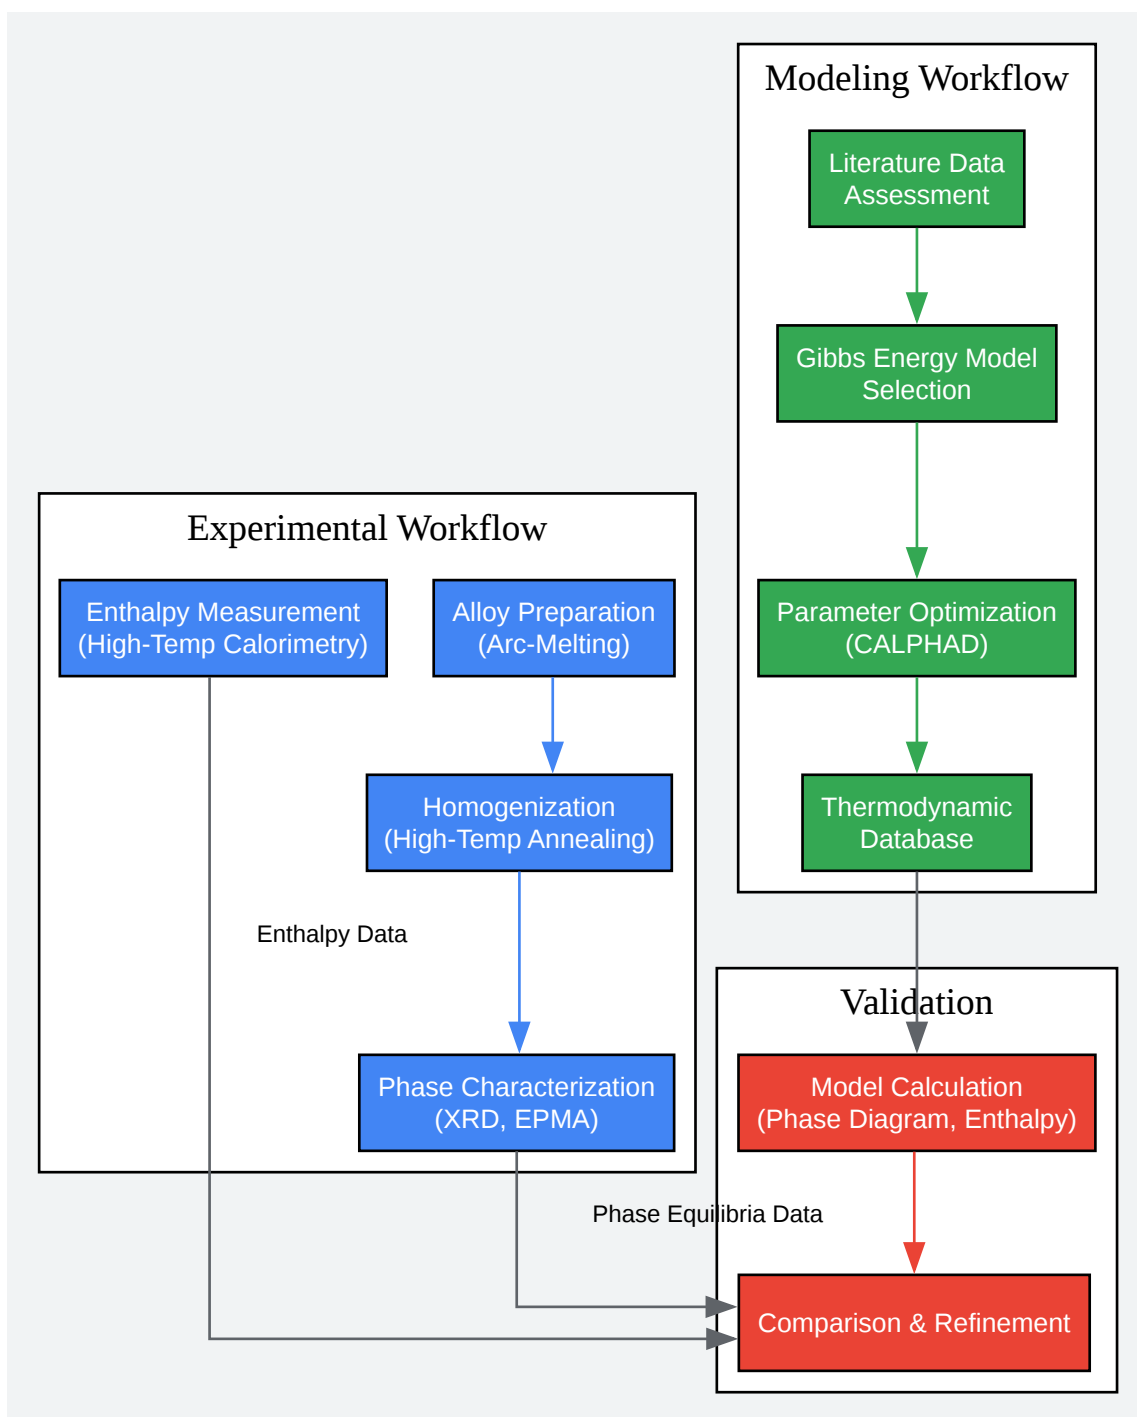 Modeling Workflow
Literature Data
Assessment
Gibbs Energy Model
Selection
Parameter Optimization
(CALPHAD)
Thermodynamic
Database
Experimental Workflow
Enthalpy Measurement
(High-Temp Calorimetry)
Alloy Preparation
(Arc-Melting)
Homogenization
(High-Temp Annealing)
Enthalpy Data
Phase Characterization
(XRD, EPMA)
Phase Equilibria Data
Validation
Model Calculation
(Phase Diagram, Enthalpy)
Comparison & Refinement